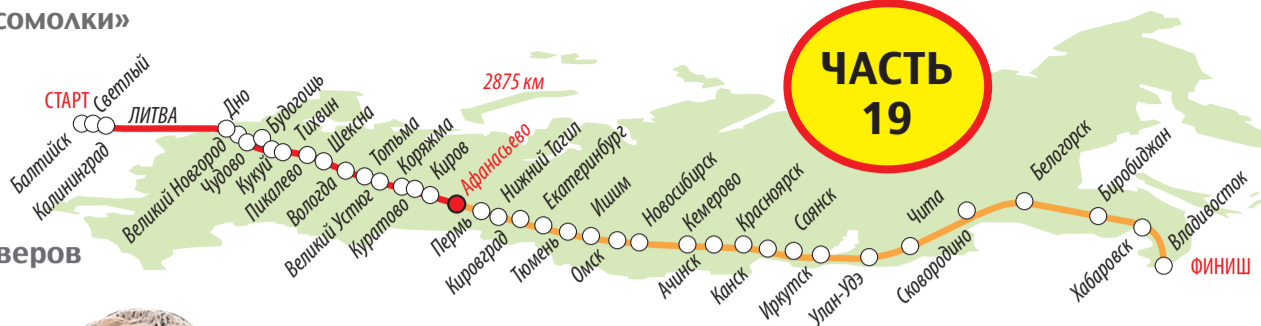 сомолки»
ЧАСТЬ
19
2875 км
СТАРТ
Светлый
ЛИТВА
Дно
Будогощь
Тихвин
Шексна
Тотьма
Коряжма
Киров
Афанасьево
Нижний Тагил
Екатеринбург
Ишим
Новосибирск
Кемерово
Красноярск
Саянск
Чита
Белогорск
Биробиджан
Владивосток
Балтийск
Калининград
Великий Новгород
Чудово
Кукуй
Пикалево
Вологда
Великий Устюг
Куратово
Пермь
Кировград
Тюмень
Омск
Ачинск
Канск
Иркутск
Улан-Удэ
Сковородино
Хабаровск
ФИНИШ
веров